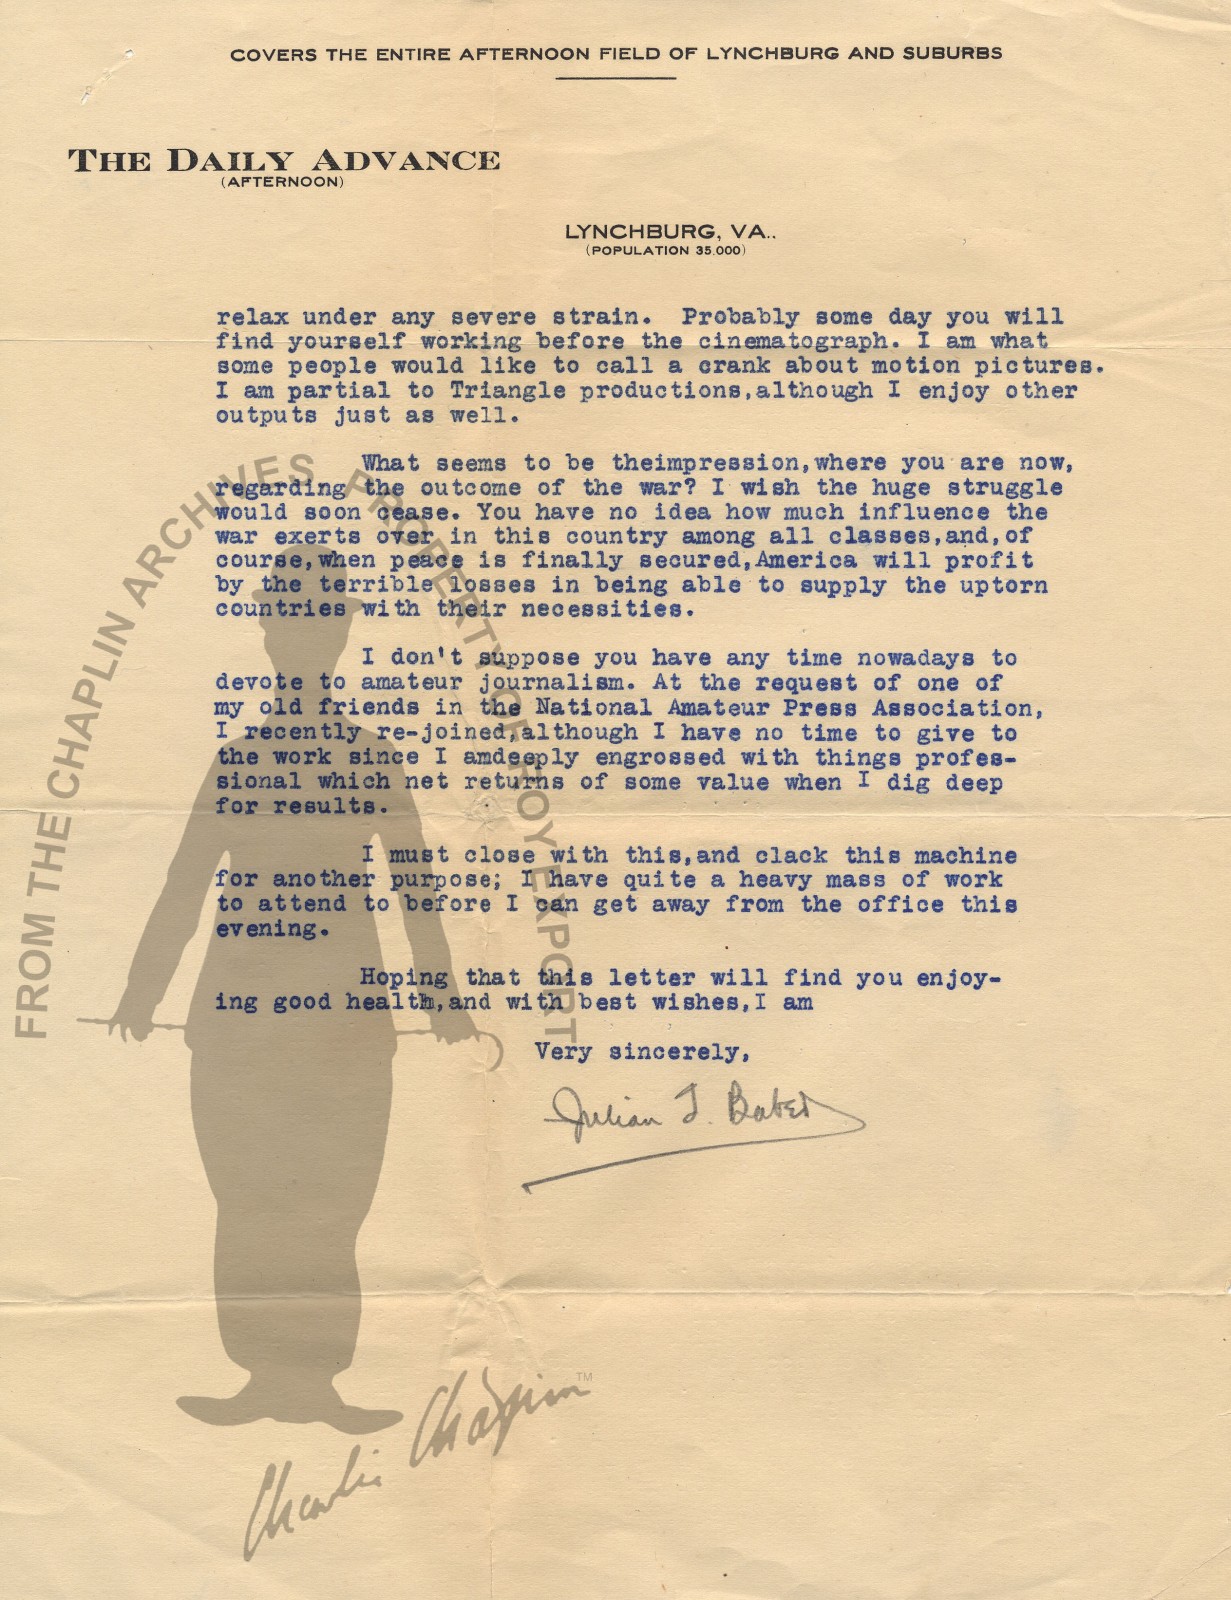 COVERS THE ENTIRE AFTERNOON FIELD OF LYNCHBURG AND SUBURBS
THE DAILY ADVANCE
(AFTERNOON)
LYNCHBURG, VA..
(POPULATION 35.000)
relax under any severe strain.  Probably some day you will
find yourself working before the cinematograph. I am what
some people would like to call a crank about motion pictures.
I am partial to Triangle productions,although I enjoy other
outputs just as well.
What seems to be theimpression,where you are now,
regarding the outcome of the war? I wish the huge struggle
would soon cease. You have no idea how much influence the
war exerts over in this country among all classes,and,of
course,when peace is finally secured,America will profit
by the terrible losses in being able to supply the uptorn
countries with their necessities.
I don't suppose you have any time nowadays to
devote to amateur journalism. At the request of one of
my old friends in the National Amateur Press Association,
I recently re-joined,although I have no time to give to
the work since I amdeeply engrossed with things profes-
sional which net returns of some value when I dig deep
for results.
I must close with this,and clack this machine
for another purpose; I have quite a heavy mass of work
to attend to before I can get away from the office this
evening.
Hoping that this letter will find you enjoy-
ing good health,and with best wishes,I am
Very sincerely,
Julian T. Baber
FROM THE CHAPLIN ARCHIVES PROPERTY OF ROY EXPORT
Charlie Chaplin TM